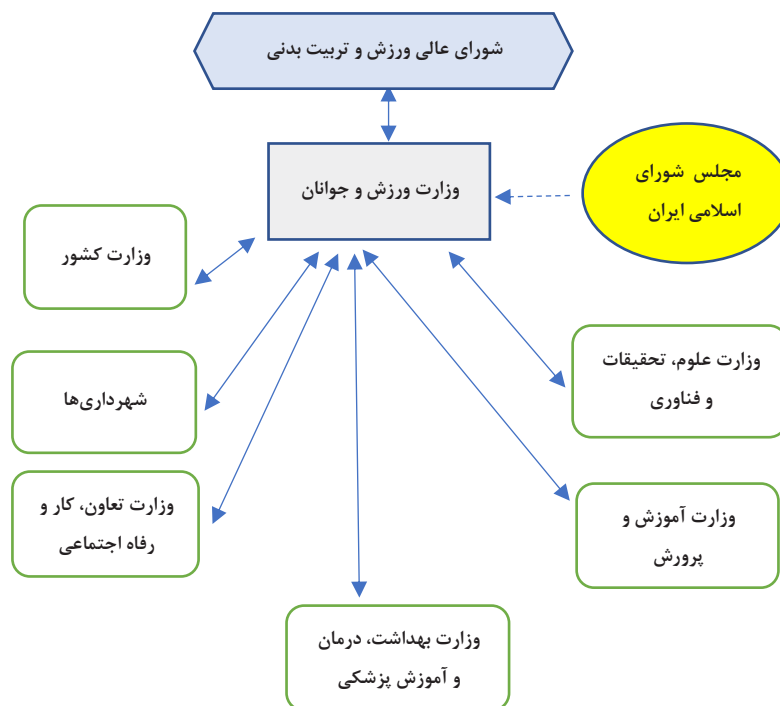 شورای عالی ورزش و تربیت بدنی
وزارت ورزش و جوانان
مجلس شورای
اسلامی ایران
وزارت کشور
وزارت علوم، تحقیقات
و فناوری
شهرداری‌ها
وزارت تعاون، کار و
رفاه اجتماعی
وزارت آموزش و
پرورش
وزارت بهداشت، درمان
و آموزش پزشکی